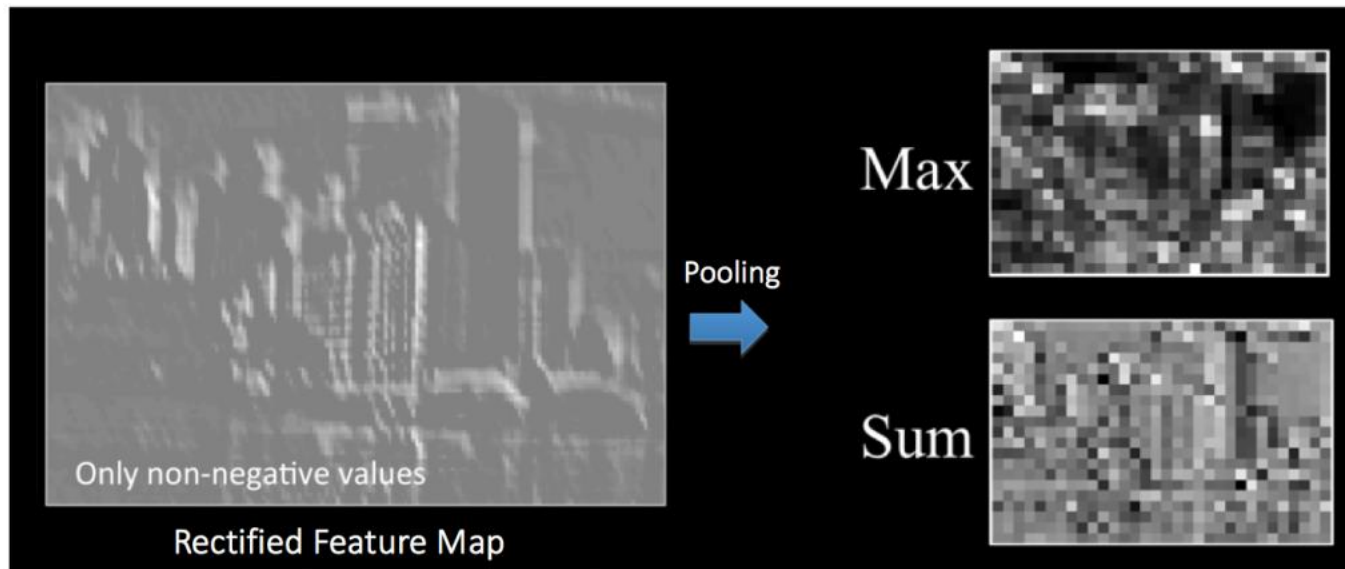 Max
Pooling
Sum
Only non-negative values
Rectified Feature Map